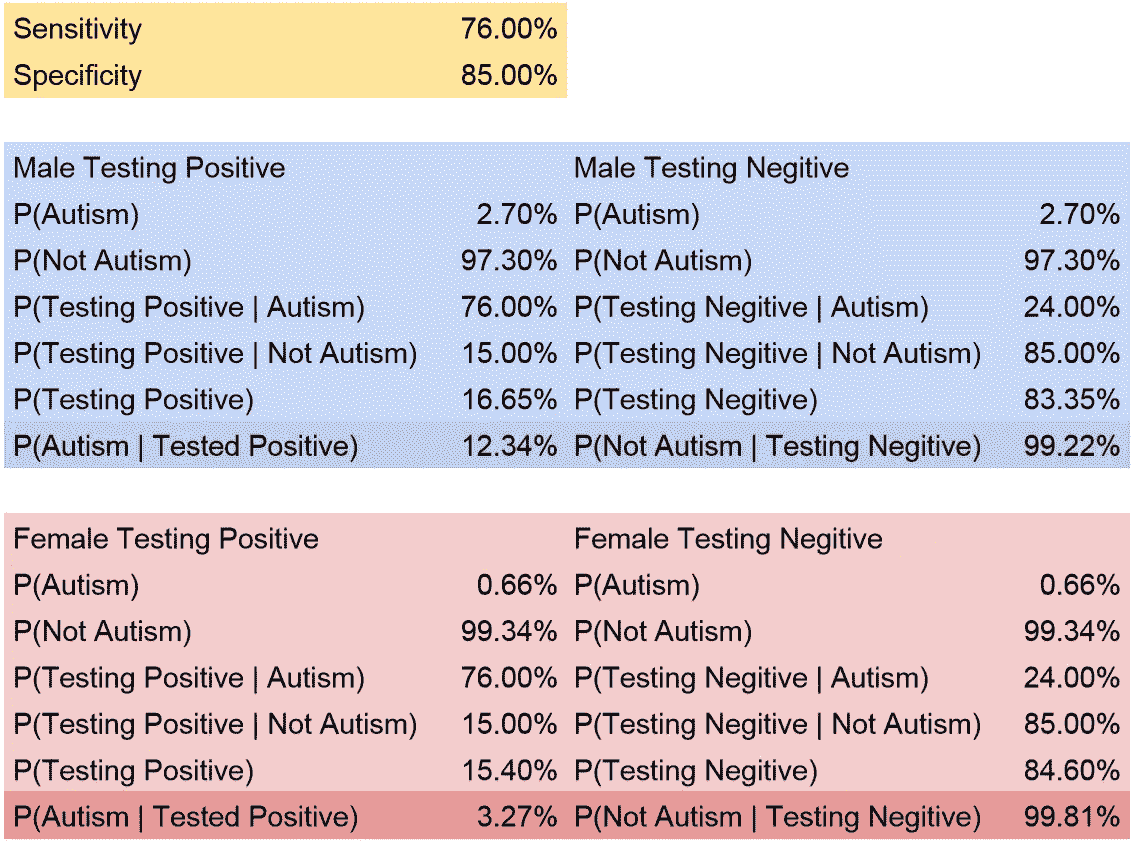 Sensitivity 76.00%
Specificity 85.00%
Male Testing Positive Male Testing Negitive
P(Autism) 2.70% P(Autism) 2.70%
P(Not Autism) 97.30% P(Not Autism) 97.30%
P(Testing Positive | Autism) 76.00% P(Testing Negitive | Autism) 24.00%
P(Testing Positive | Not Autism) 15.00% P(Testing Negitive | Not Autism) 85.00%
P(Testing Positive) 16.65% P(Testing Negitive) 83.35%
P(Autism | Tested Positive) 12.34% P(Not Autism | Testing Negitive) 99.22%
Female Testing Positive Female Testing Negitive
P(Autism) 0.66% P(Autism) 0.66%
P(Not Autism) 99.34% P(Not Autism) 99.34%
P(Testing Positive | Autism) 76.00% P(Testing Negitive | Autism) 24.00%
P(Testing Positive | Not Autism) 15.00% P(Testing Negitive | Not Autism) 85.00%
P(Testing Positive) 15.40% P(Testing Negitive) 84.60%
P(Autism | Tested Positive) 3.27% P(Not Autism | Testing Negitive) 99.81%